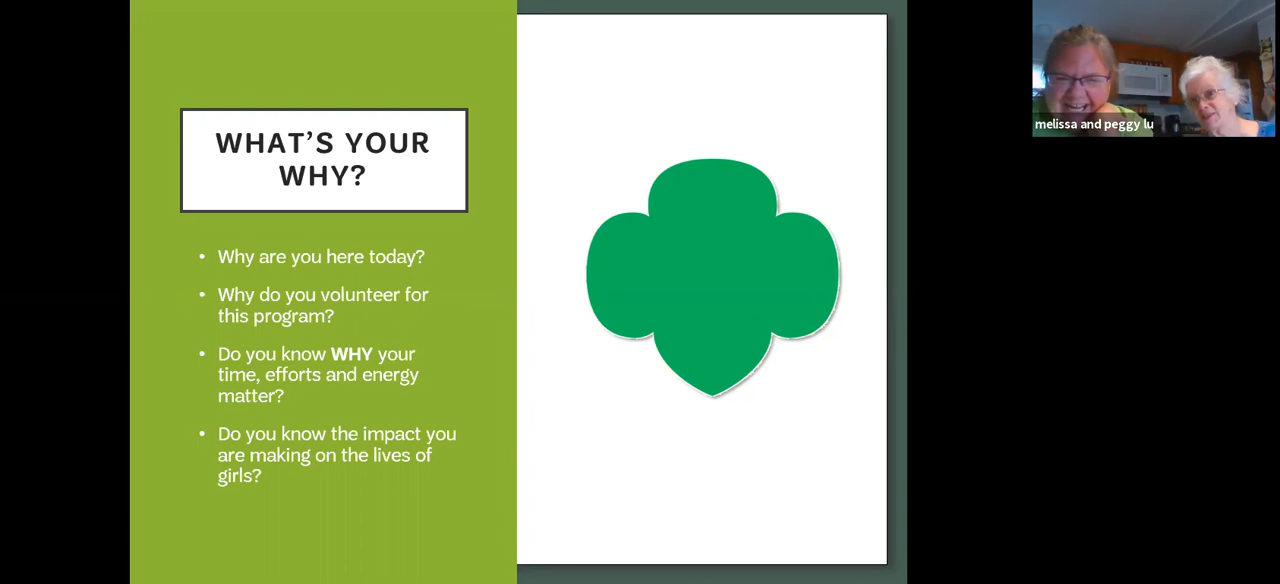 WHAT'S YOUR
WHY?
• Why are you here today?
• Why do you volunteer for
this program?
• Do you know WHY your
time, efforts and energy
matter?
• Do you know the impact you
are making on the lives of
girls?
melissa and peggy lu